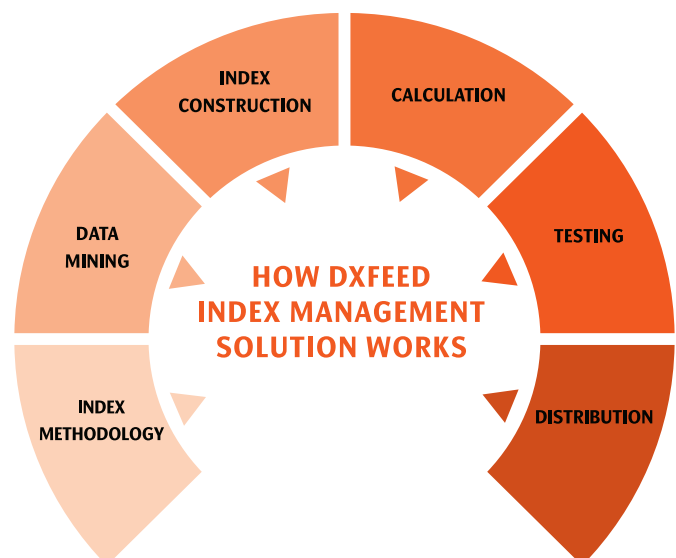 INDEX
CONSTRUCTION
CALCULATION
DATA
MINING
TESTING
HOW DXFEED
INDEX MANAGEMENT
SOLUTION WORKS
INDEX
METHODOLOGY
DISTRIBUTION